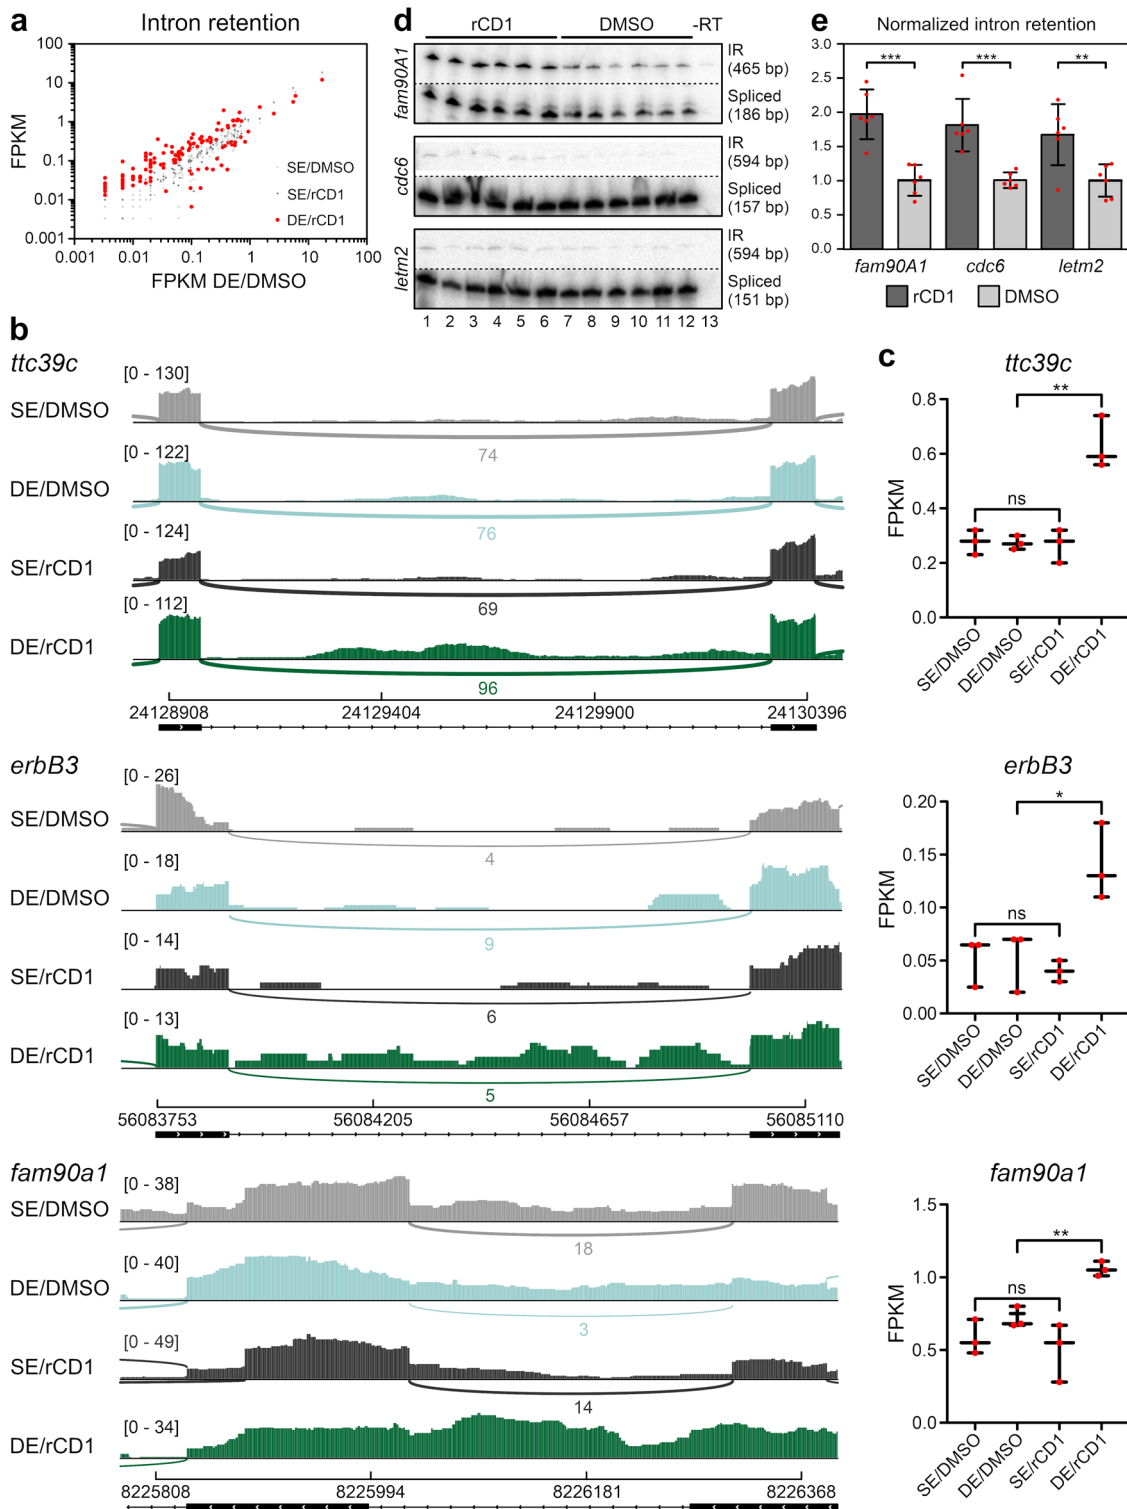 a
Intron retention
FPKM
100
10
1
0.1
0.01
0.001
0.001
0.01
0.1
1
10
100
FPKM DE/DMSO
SE/DMSO
SE/rCD1
DE/rCD1
d
rCD1
DMSO
-RT
fam90A1
IR
(465 bp)
Spliced
(186 bp)
cdc6
IR
(594 bp)
Spliced
(157 bp)
letm2
IR
(594 bp)
Spliced
(151 bp)
1 2 3 4 5 6 7 8 9 10 11 12 13
e
Normalized intron retention
3.0
2.5
2.0
1.5
1.0
0.5
0.0
***
***
**
fam90A1
cdc6
letm2
rCD1
DMSO
b
ttc39c
[0 - 130]
SE/DMSO
74
[0 - 122]
DE/DMSO
76
[0 - 124]
SE/rCD1
69
[0 - 112]
DE/rCD1
96
24128908 24129404 24129900 24130396
erbB3
[0 - 26]
SE/DMSO
4
[0 - 18]
DE/DMSO
9
[0 - 14]
SE/rCD1
6
[0 - 13]
DE/rCD1
5
56083753 56084205 56084657 56085110
fam90a1
[0 - 38]
SE/DMSO
18
[0 - 40]
DE/DMSO
3
[0 - 49]
SE/rCD1
14
[0 - 34]
DE/rCD1
8225808 8225994 8226181 8226368
c
ttc39c
FPKM
0.8
0.6
0.4
0.2
0.0
**
ns
SE/DMSO
DE/DMSO
SE/rCD1
DE/rCD1
erbB3
FPKM
0.20
0.15
0.10
0.05
0.00
*
ns
SE/DMSO
DE/DMSO
SE/rCD1
DE/rCD1
fam90a1
FPKM
1.5
1.0
0.5
0.0
**
ns
SE/DMSO
DE/DMSO
SE/rCD1
DE/rCD1